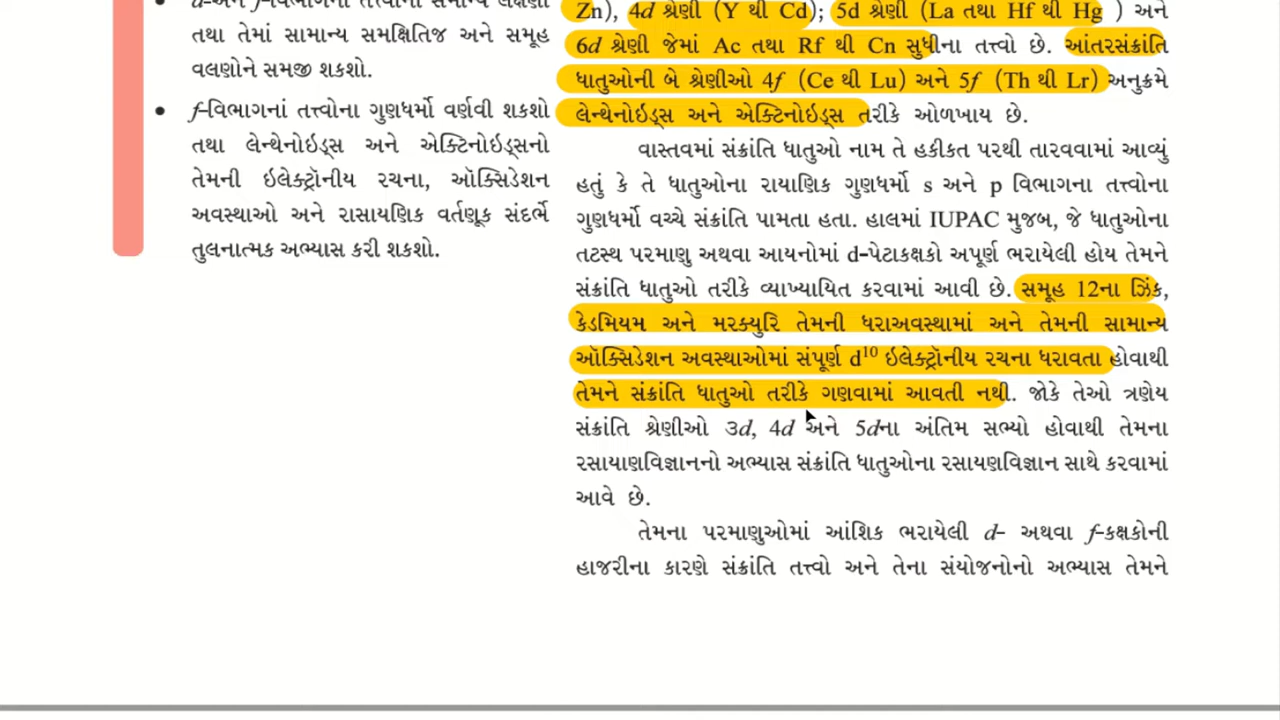 d-અને f-વિભાગના તત્ત્વોના સામાન્ય લક્ષણો
તથા તેમાં સામાન્ય સમક્ષિતિજ અને સમૂહ
વલણોને સમજી શકશો.
• f-વિભાગનાં તત્ત્વોના ગુણધર્મો વર્ણવી શકશો
તથા લેન્થેનોઇડ્સ અને એક્ટિનોઇડ્સનો
તેમની ઇલેક્ટ્રૉનીય રચના, ઑક્સિડેશન
અવસ્થાઓ અને રાસાયણિક વર્તણૂક સંદર્ભે
તુલનાત્મક અભ્યાસ કરી શકશો.
Zn), 4d શ્રેણી (Y થી Cd); 5d શ્રેણી (La તથા Hf થી Hg ) અને
6d શ્રેણી જેમાં Ac તથા Rf થી Cn સુધીના તત્ત્વો છે. આંતરસંક્રાંતિ
ધાતુઓની બે શ્રેણીઓ 4f (Ce થી Lu) અને 5f (Th થી Lr) અનુક્રમે
લેન્થેનોઇડ્સ અને એક્ટિનોઇડ્સ તરીકે ઓળખાય છે.
વાસ્તવમાં સંક્રાંતિ ધાતુઓ નામ તે હકીકત પરથી તારવવામાં આવ્યું
હતું કે તે ધાતુઓના રાયાણિક ગુણધર્મો s અને p વિભાગના તત્ત્વોના
ગુણધર્મો વચ્ચે સંક્રાંતિ પામતા હતા. હાલમાં IUPAC મુજબ, જે ધાતુઓના
તટસ્થ પરમાણુ અથવા આયનોમાં d-પેટાકક્ષકો અપૂર્ણ ભરાયેલી હોય તેમને
સંક્રાંતિ ધાતુઓ તરીકે વ્યાખ્યાયિત કરવામાં આવી છે. સમૂહ 12ના ઝિંક,
કેડમિયમ અને મરક્યુરિ તેમની ધરાઅવસ્થામાં અને તેમની સામાન્ય
ઑક્સિડેશન અવસ્થાઓમાં સંપૂર્ણ d¹⁰ ઇલેક્ટ્રૉનીય રચના ધરાવતા હોવાથી
તેમને સંક્રાંતિ ધાતુઓ તરીકે ગણવામાં આવતી નથી. જોકે તેઓ ત્રણેય
સંક્રાંતિ શ્રેણીઓ ૩d, 4d અને 5dના અંતિમ સભ્યો હોવાથી તેમના
રસાયાણવિજ્ઞાનનો અભ્યાસ સંક્રાંતિ ધાતુઓના રસાયણવિજ્ઞાન સાથે કરવામાં
આવે છે.
તેમના પરમાણુઓમાં આંશિક ભરાયેલી d- અથવા f-કક્ષકોની
હાજરીના કારણે સંક્રાંતિ તત્ત્વો અને તેના સંયોજનોનો અભ્યાસ તેમને